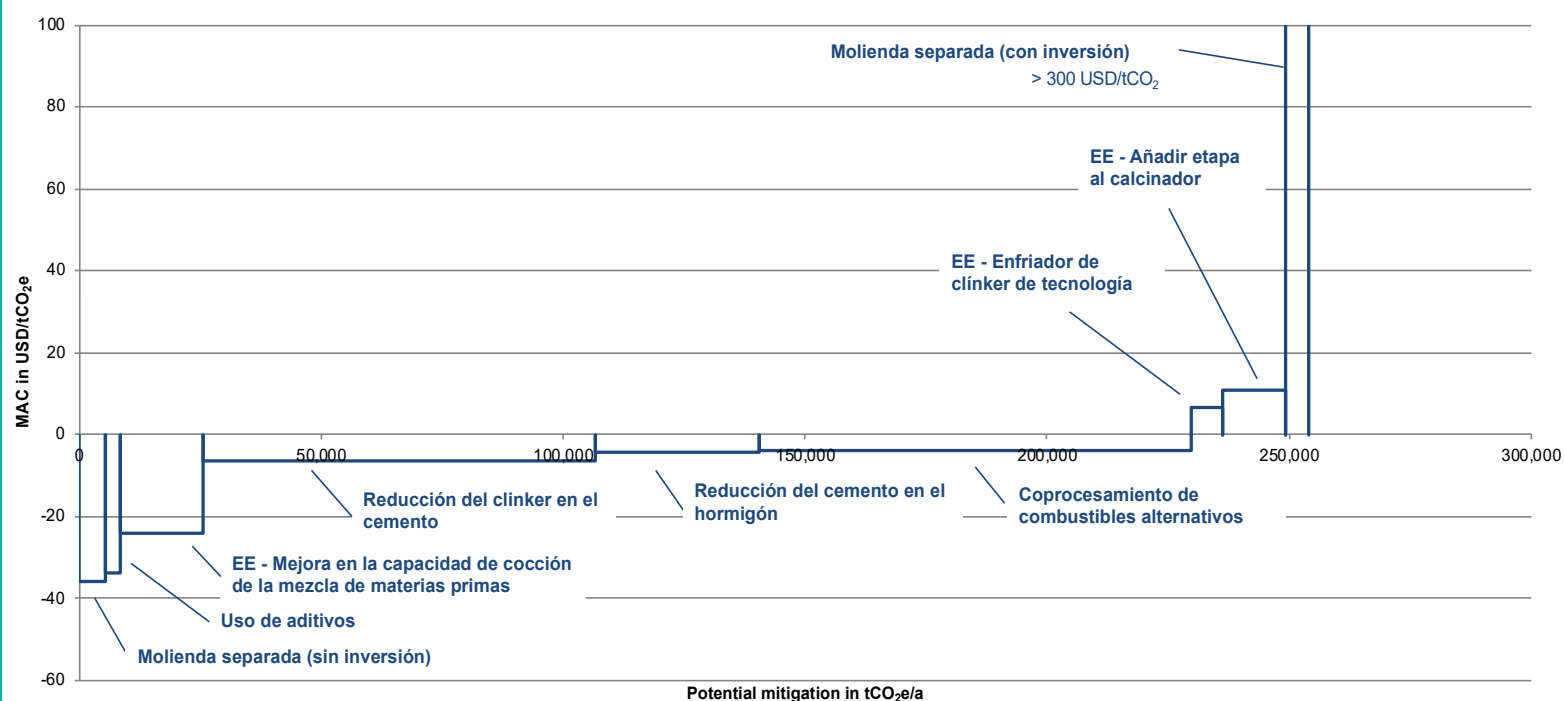 100
Molienda separada (con inversión)
> 300 USD/tCO₂
80
EE - Añadir etapa
al calcinador
60
EE - Enfriador de
clínker de tecnología
40
20
MAC in USD/tCO₂e
0
0
50,000
100,000
150,000
200,000
250,000
300,000
Reducción del clinker en el
cemento
Reducción del cemento en el
hormigón
Coprocesamiento de
combustibles alternativos
-20
EE - Mejora en la capacidad de cocción
de la mezcla de materias primas
-40
Uso de aditivos
Molienda separada (sin inversión)
-60
Potential mitigation in tCO₂e/a